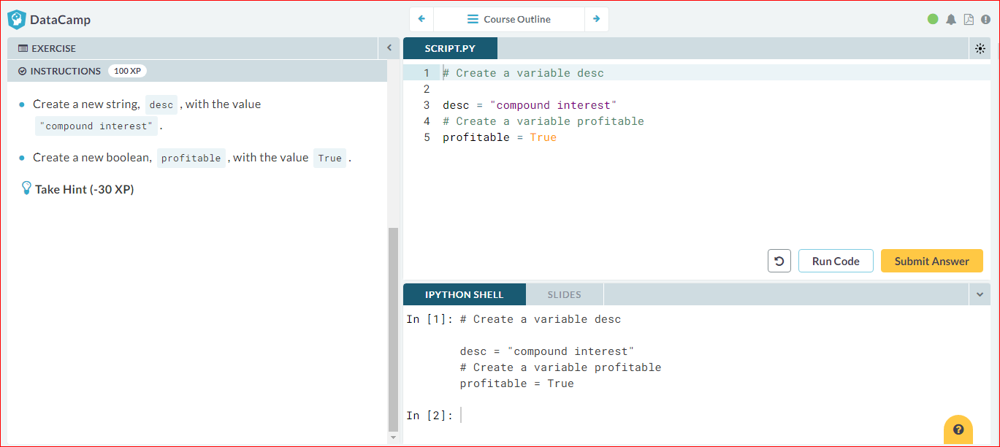 DataCamp
Course Outline
EXERCISE
INSTRUCTIONS 100 XP
Create a new string, desc , with the value
"compound interest" .
Create a new boolean, profitable , with the value True .
Take Hint (-30 XP)
SCRIPT.PY
1 # Create a variable desc
2
3 desc = "compound interest"
4 # Create a variable profitable
5 profitable = True
Run Code
Submit Answer
IPYTHON SHELL
SLIDES
In [1]: # Create a variable desc
desc = "compound interest"
# Create a variable profitable
profitable = True
In [2]: